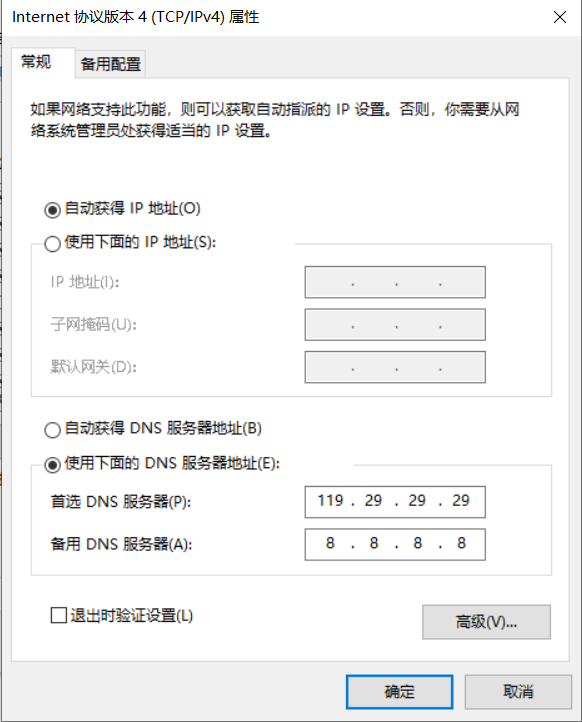 Internet 协议版本 4 (TCP/IPv4) 属性
常规
备用配置
如果网络支持此功能，则可以获取自动指派的 IP 设置。否则，你需要从网
络系统管理员处获得适当的 IP 设置。
自动获得 IP 地址(O)
使用下面的 IP 地址(S):
IP 地址(I):
子网掩码(U):
默认网关(D):
自动获得 DNS 服务器地址(B)
使用下面的 DNS 服务器地址(E):
首选 DNS 服务器(P): 119 . 29 . 29 . 29
备用 DNS 服务器(A): 8 . 8 . 8 . 8
退出时验证设置(L)
高级(V)...
确定
取消